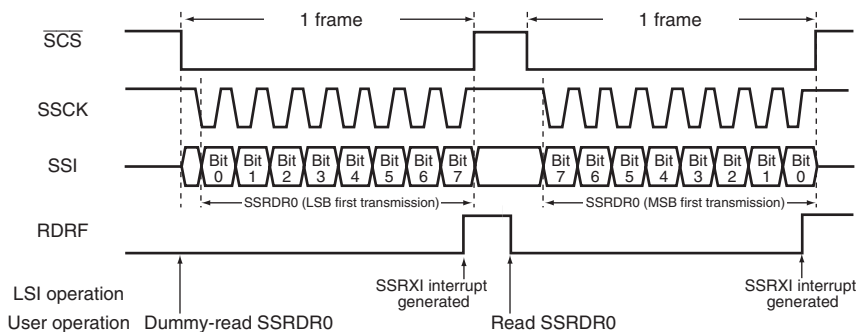 1 frame 1 frame
SCS
SSCK
SSI Bit 0 Bit 1 Bit 2 Bit 3 Bit 4 Bit 5 Bit 6 Bit 7 Bit 7 Bit 6 Bit 5 Bit 4 Bit 3 Bit 2 Bit 1 Bit 0
SSRDR0 (LSB first transmission) SSRDR0 (MSB first transmission)
RDRF
LSI operation SSRXI interrupt generated SSRXI interrupt generated
User operation Dummy-read SSRDR0 Read SSRDR0